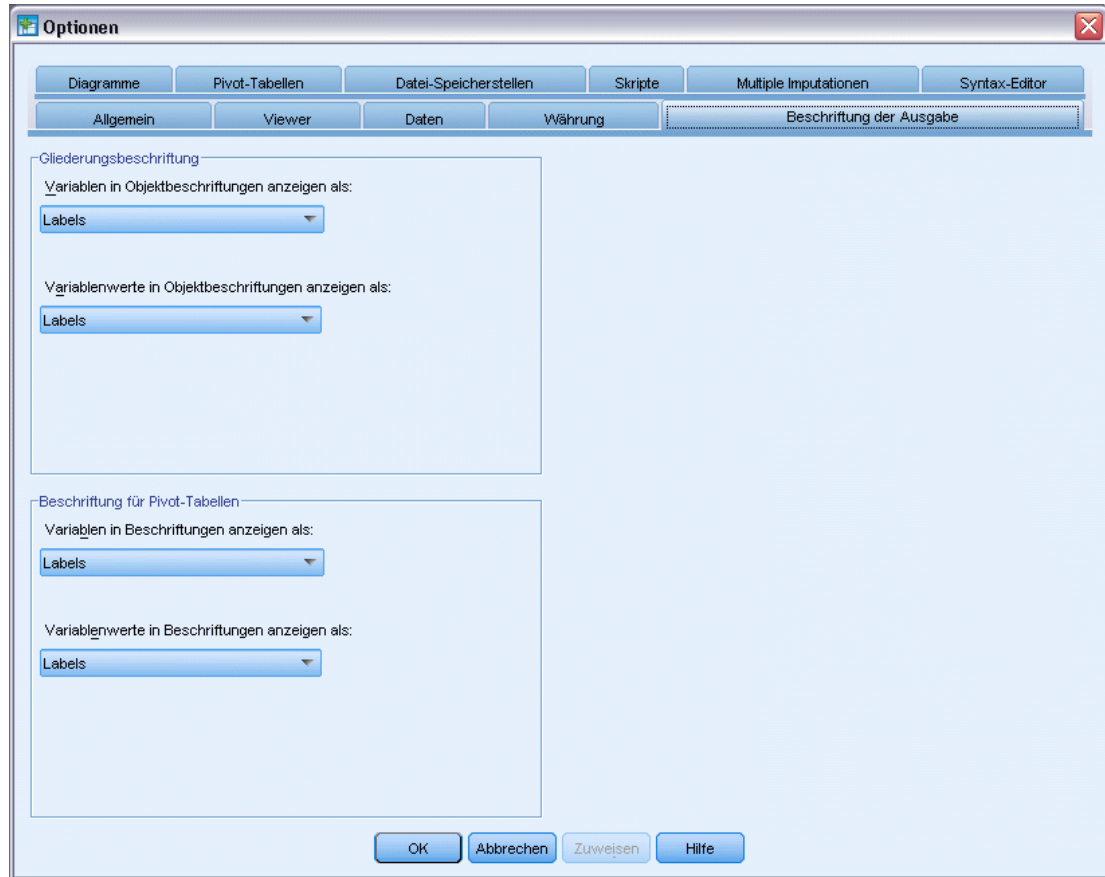 Optionen
Diagramme Pivot-Tabellen Datei-Speicherstellen Skripte Multiple Imputationen Syntax-Editor
Allgemein Viewer Daten Währung Beschriftung der Ausgabe
Gliederungsbeschriftung
Variablen in Objektbeschriftungen anzeigen als:
Labels
Variablenwerte in Objektbeschriftungen anzeigen als:
Labels
Beschriftung für Pivot-Tabellen
Variablen in Beschriftungen anzeigen als:
Labels
Variablenwerte in Beschriftungen anzeigen als:
Labels
OK Abbrechen Zuweisen Hilfe